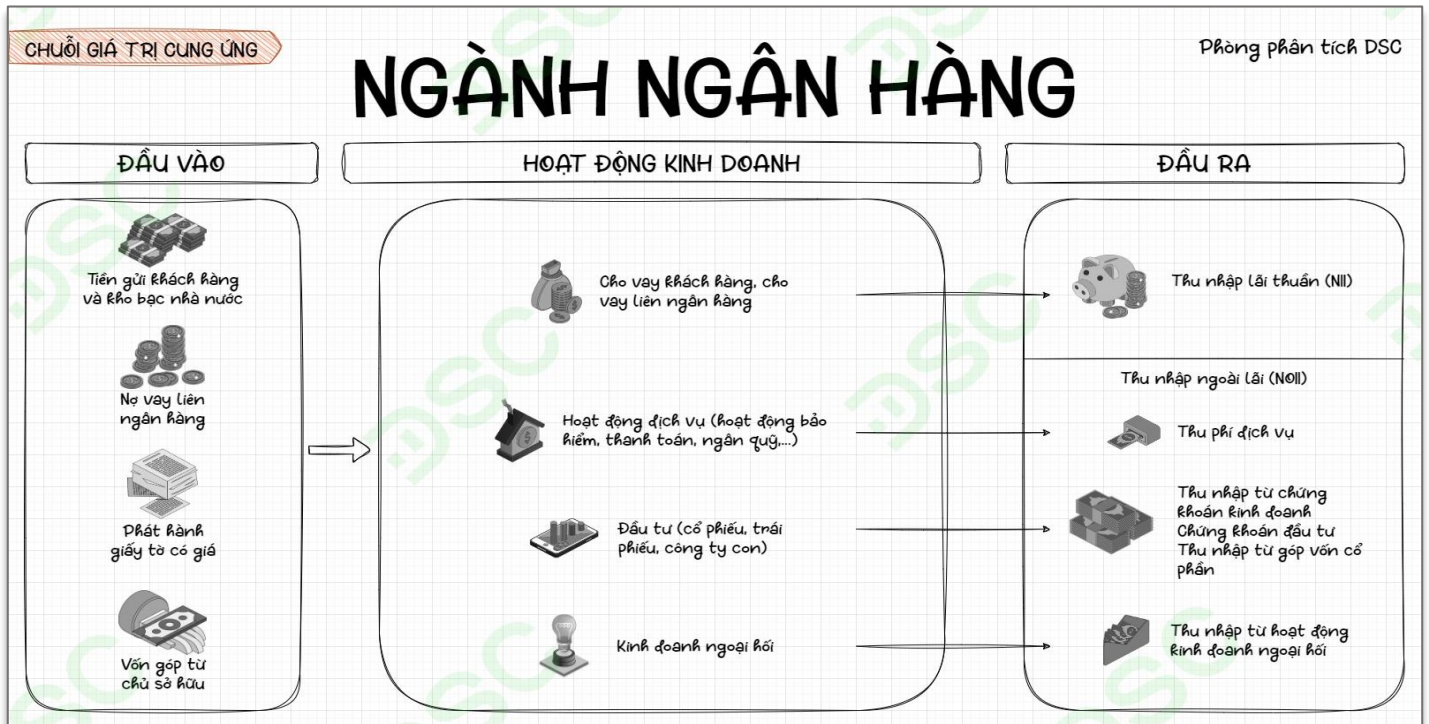 CHUỖI GIÁ TRỊ CUNG ỨNG
Phòng phân tích DSC
NGÀNH NGÂN HÀNG
ĐẦU VÀO
HOẠT ĐỘNG KINH DOANH
ĐẦU RA
Tiền gửi khách hàng
và kho bạc nhà nước
Nợ vay liên
ngân hàng
Phát hành
giấy tờ có giá
Vốn góp từ
chủ sở hữu
Cho vay khách hàng, cho
vay liên ngân hàng
Hoạt động dịch vụ (hoạt động bảo
hiểm, thanh toán, ngân quỹ,...)
Đầu tư (cổ phiếu, trái
phiếu, công ty con)
Kinh doanh ngoại hối
Thu nhập lãi thuần (NII)
Thu nhập ngoài lãi (NOII)
Thu phí dịch vụ
Thu nhập từ chứng
khoán kinh doanh
Chứng khoán đầu tư
Thu nhập từ góp vốn cổ
phần
Thu nhập từ hoạt động
kinh doanh ngoại hối
DSC
DSC
DSC
DSC
DSC
DSC